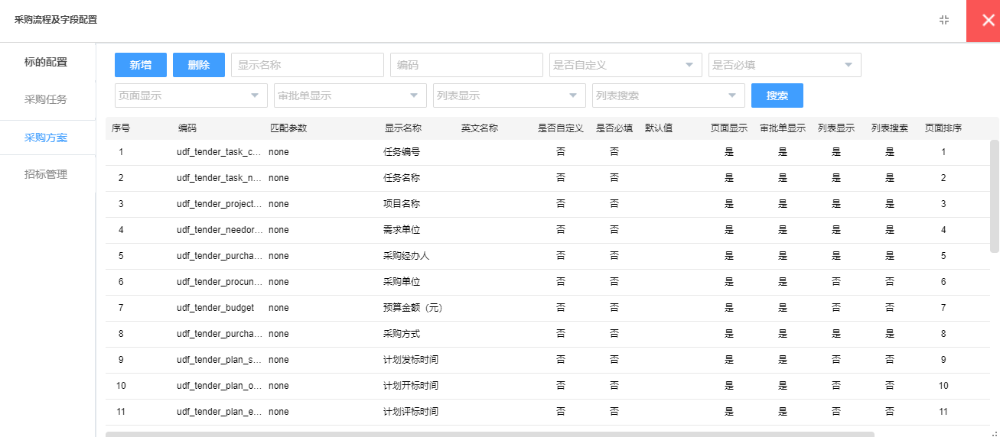 采购流程及字段配置
标的配置
采购任务
采购方案
招标管理
新增 删除 显示名称 编码 是否自定义 是否必填
页面显示 审批单显示 列表显示 列表搜索 搜索
序号 编码 匹配参数 显示名称 英文名称 是否自定义 是否必填 默认值 页面显示 审批单显示 列表显示 列表搜索 页面排序
1 udf_tender_task_c... none 任务编号 否 否 是 是 是 是 1
2 udf_tender_task_n... none 任务名称 否 否 是 是 是 是 2
3 udf_tender_project... none 项目名称 否 否 是 是 是 是 3
4 udf_tender_needor... none 需求单位 否 否 是 是 是 是 4
5 udf_tender_purcha... none 采购经办人 否 否 是 是 是 是 5
6 udf_tender_procun... none 采购单位 否 否 是 是 否 否 6
7 udf_tender_budget none 预算金额（元） 否 否 是 是 否 否 7
8 udf_tender_purcha... none 采购方式 否 否 是 是 是 是 8
9 udf_tender_plan_s... none 计划发标时间 否 否 是 是 否 否 9
10 udf_tender_plan_o... none 计划开标时间 否 否 是 是 否 否 10
11 udf_tender_plan_e... none 计划评标时间 否 否 是 是 否 否 11